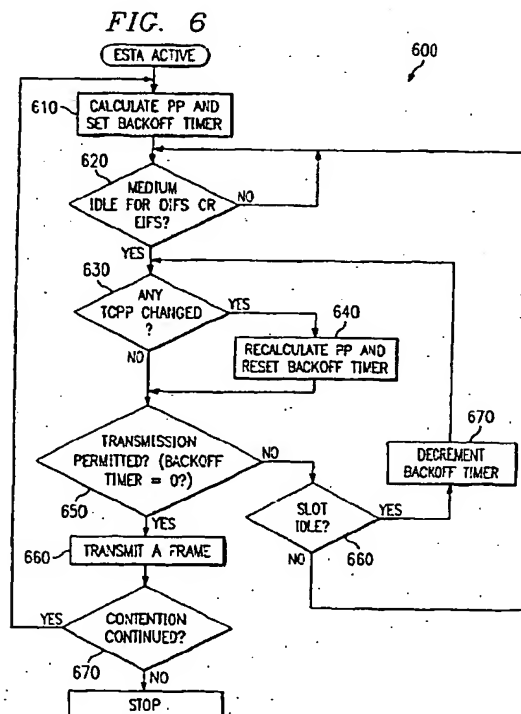 FIG. 6
ESTA ACTIVE
600
610
CALCULATE PP AND
SET BACKOFF TIMER
620
MEDIUM
IDLE FOR DIFS CR
EIFS?
NO
YES
630
ANY
TCPP CHANGED
?
YES
640
RECALCULATE PP AND
RESET BACKOFF TIMER
NO
TRANSMISSION
PERMITTED? (BACKOFF
TIMER = 0?)
NO
650
YES
670
DECREMENT
BACKOFF TIMER
SLOT
IDLE?
YES
660
NO
660
TRANSMIT A FRAME
YES
CONTENTION
CONTINUED?
670
NO
STOP